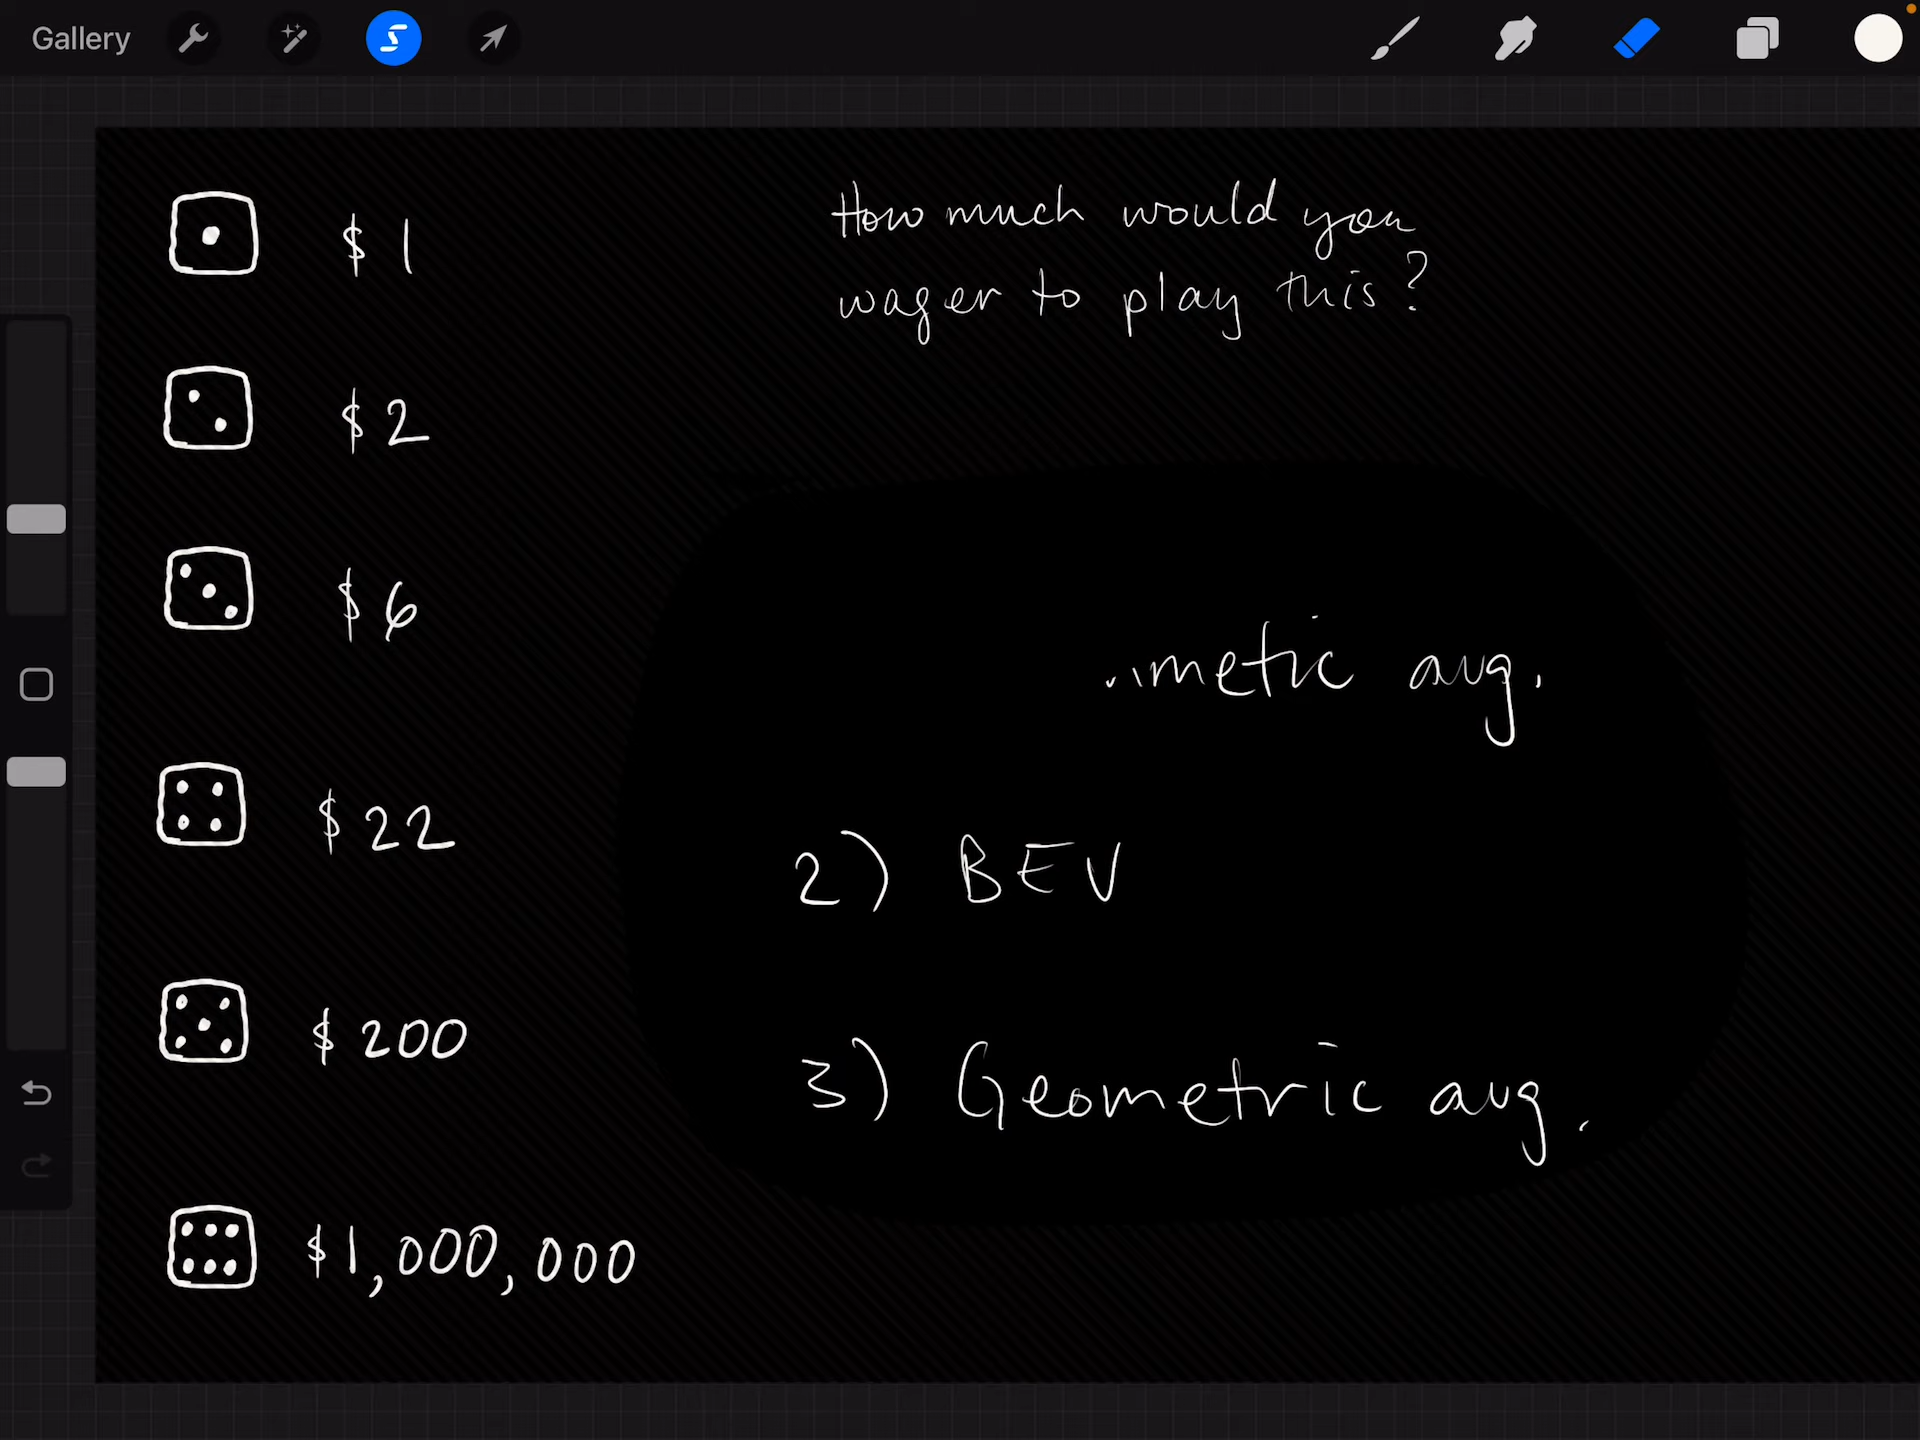 Gallery
$ 1
How much would you
wager to play this?
$ 2
$ 6
metic avg.
$ 22
2) BEV
$ 200
3) Geometric avg.
$1,000,000